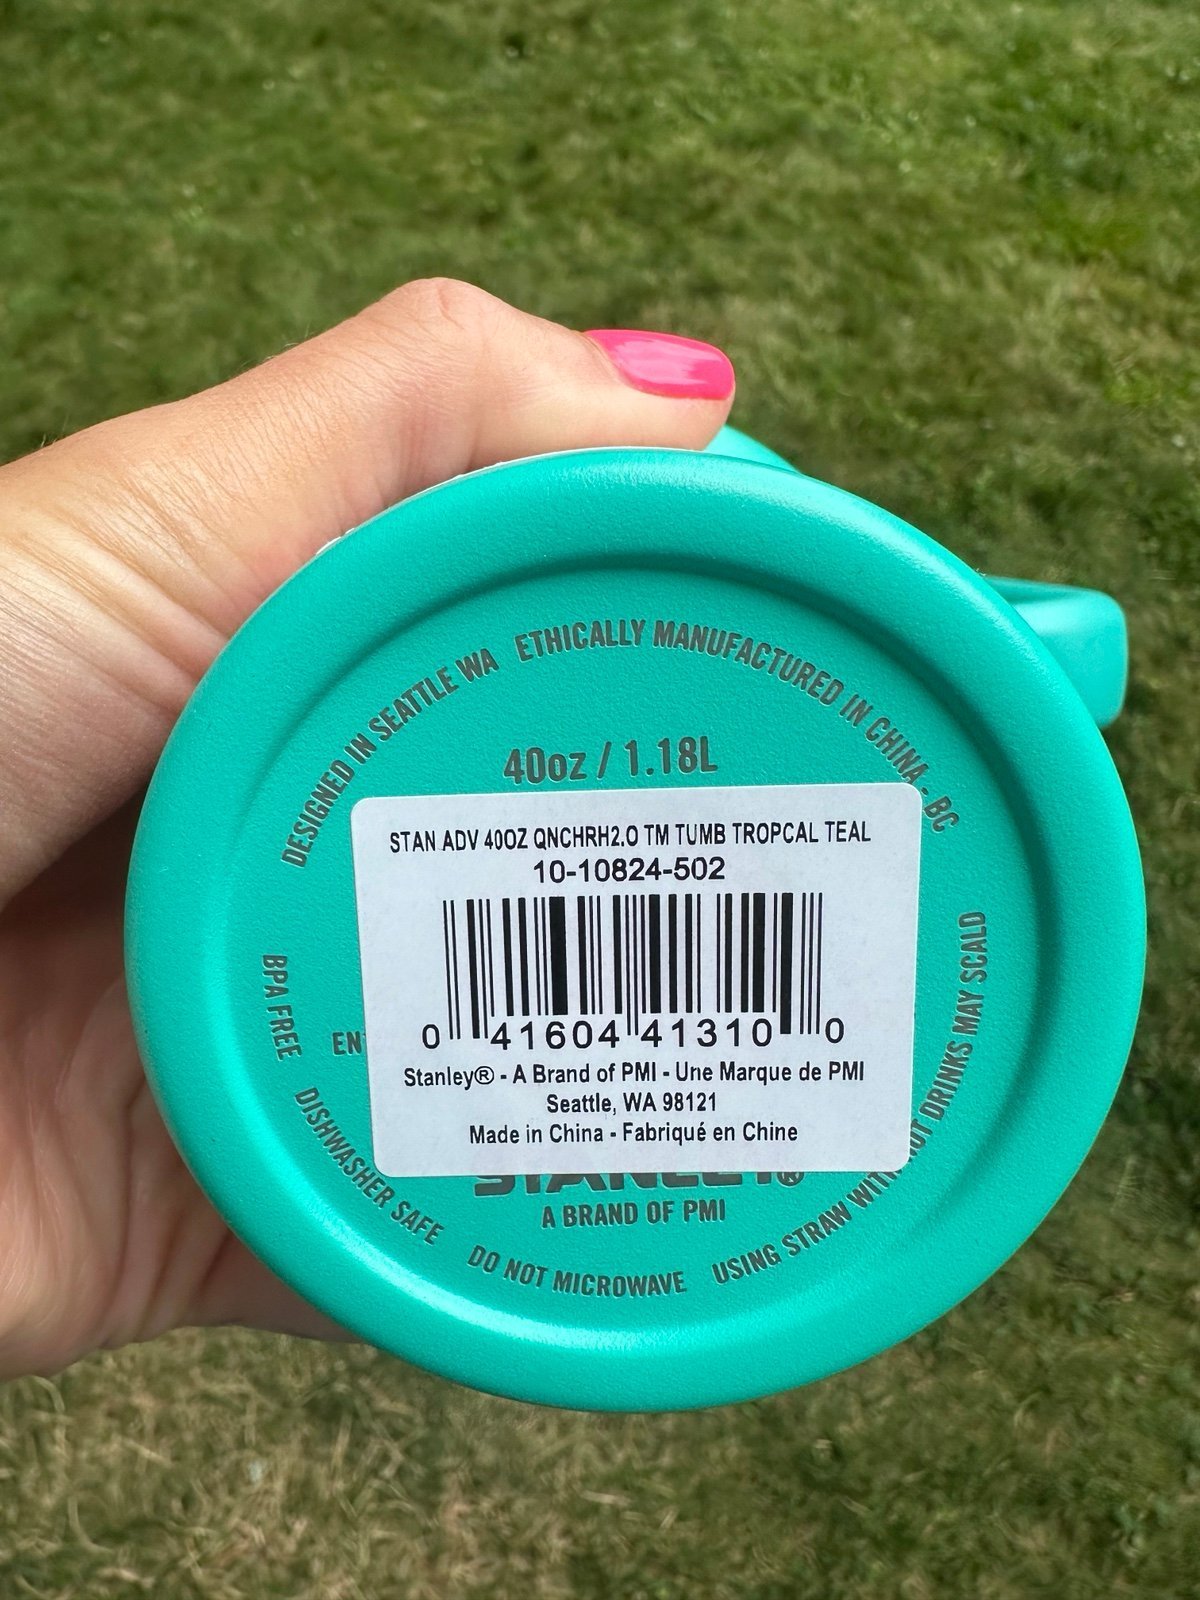 DESIGNED IN SEATTLE WA
ETHICALLY MANUFACTURED IN CHINA - BC
40oz / 1.18L
STAN ADV 40OZ QNCHRH2.O TM TUMB TROPCAL TEAL
10-10824-502
0 41604 41310 0
Stanley® - A Brand of PMI - Une Marque de PMI
Seattle, WA 98121
Made in China - Fabriqué en Chine
STANLEY®
A BRAND OF PMI
BPA FREE
DISHWASHER SAFE
DO NOT MICROWAVE
USING STRAW WITH HOT DRINKS MAY SCALD